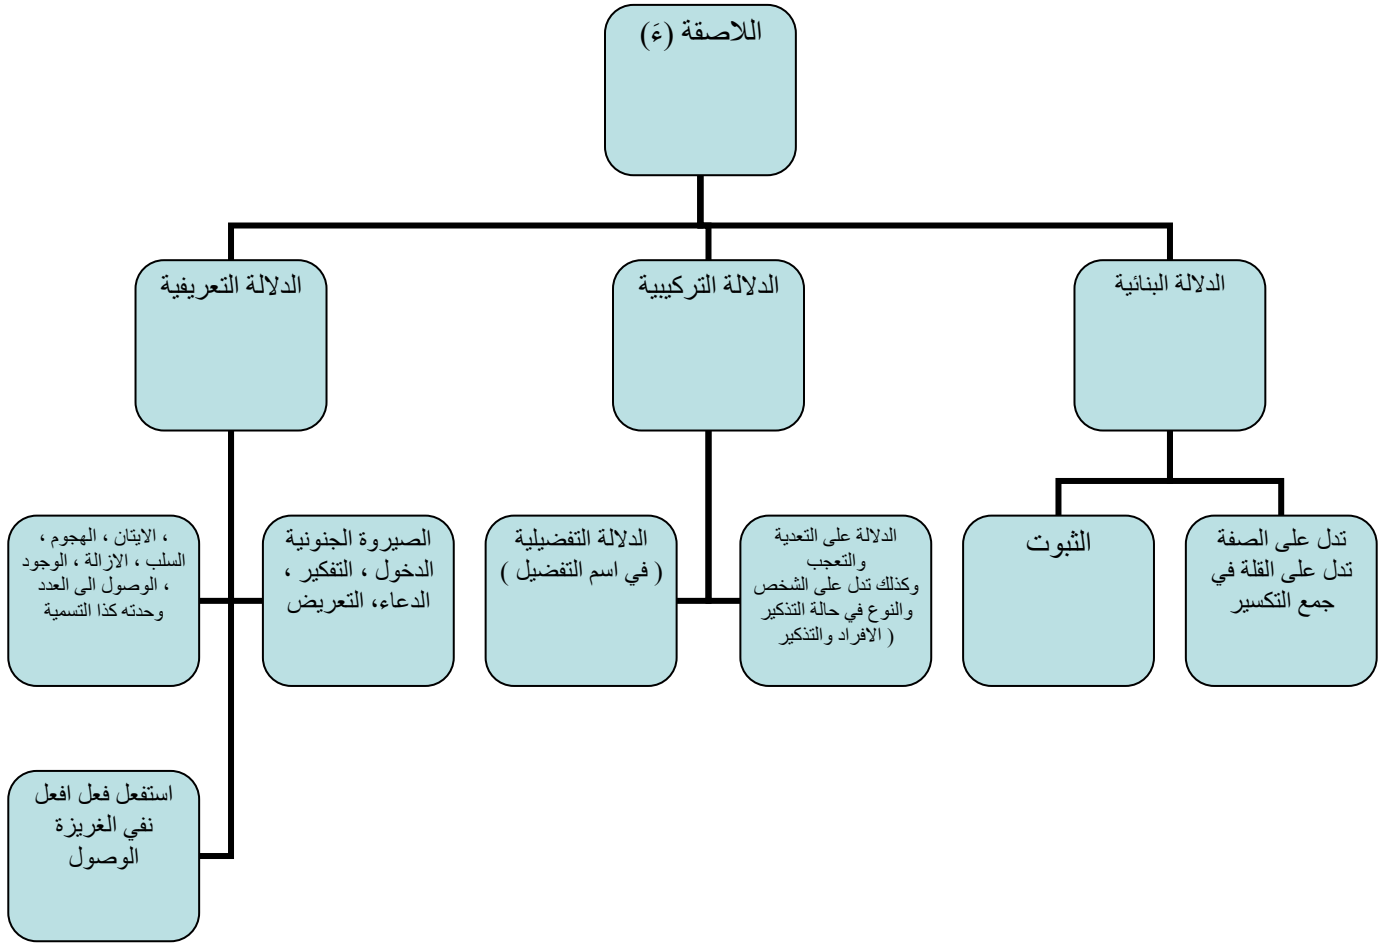 اللاصقة (ءَ)
الدلالة البنائية
الدلالة التركيبية
الدلالة التعريفية
تدل على الصفة
تدل على القلة في
جمع التكسير
الثبوت
الدلالة على التعدية
والتعجب
وكذلك تدل على الشخص
والنوع في حالة التذكير
( الافراد والتذكير
الدلالة التفضيلية
( في اسم التفضيل )
الصيروة الجنونية
الدخول ، التفكير ،
الدعاء، التعريض
، الايتان ، الهجوم ،
السلب ، الازالة ، الوجود
، الوصول الى العدد
وحدته كذا التسمية
استفعل فعل افعل
نفي الغريزة
الوصول